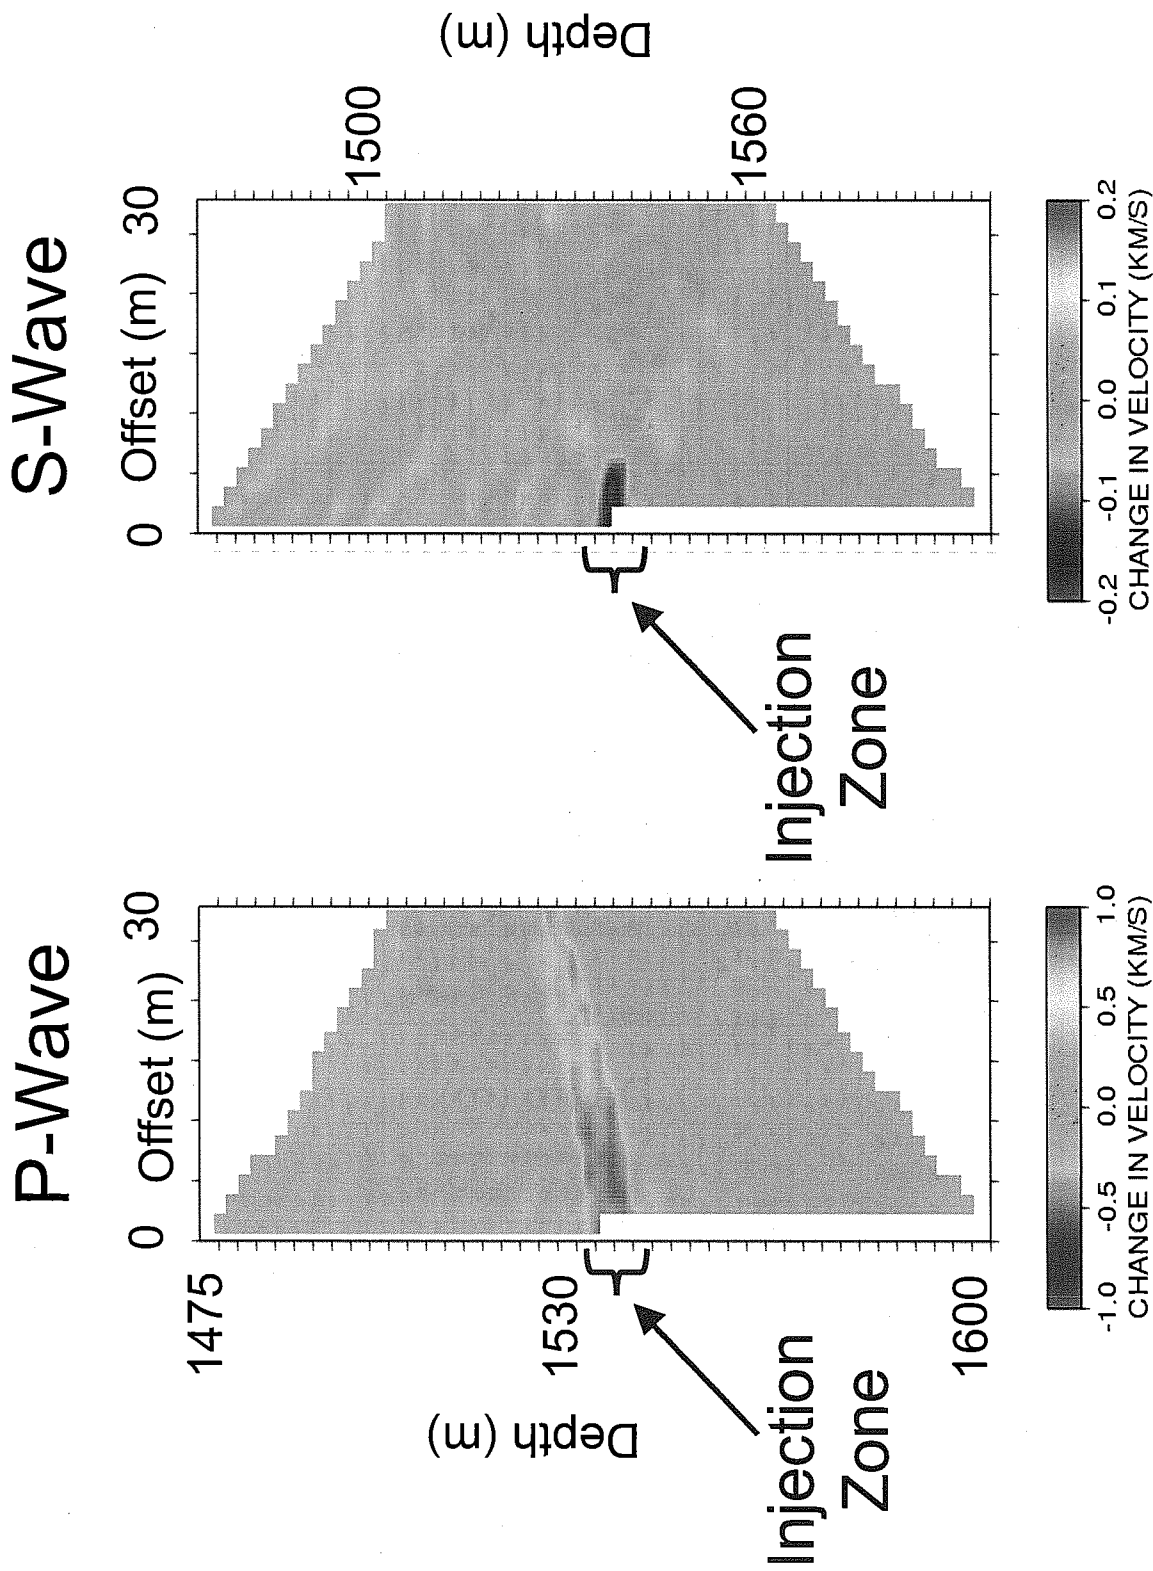 P-Wave
S-Wave
0 Offset (m) 30
0 Offset (m) 30
1475
1530
1600
Depth (m)
1500
1560
Depth (m)
Injection
Zone
Injection
Zone
-1.0 -0.5 0.0 0.5 1.0
CHANGE IN VELOCITY (KM/S)
-0.2 -0.1 0.0 0.1 0.2
CHANGE IN VELOCITY (KM/S)